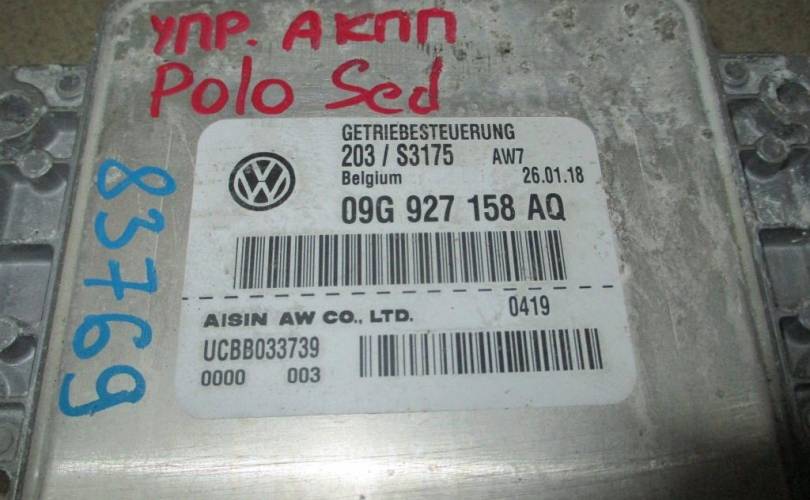 УПР. АКПП
Polo Sed
83769
GETRIEBESTEUERUNG
203 / S3175 AW7
Belgium 26.01.18
09G 927 158 AQ
AISIN AW CO., LTD. 0419
UCBB033739
0000 003